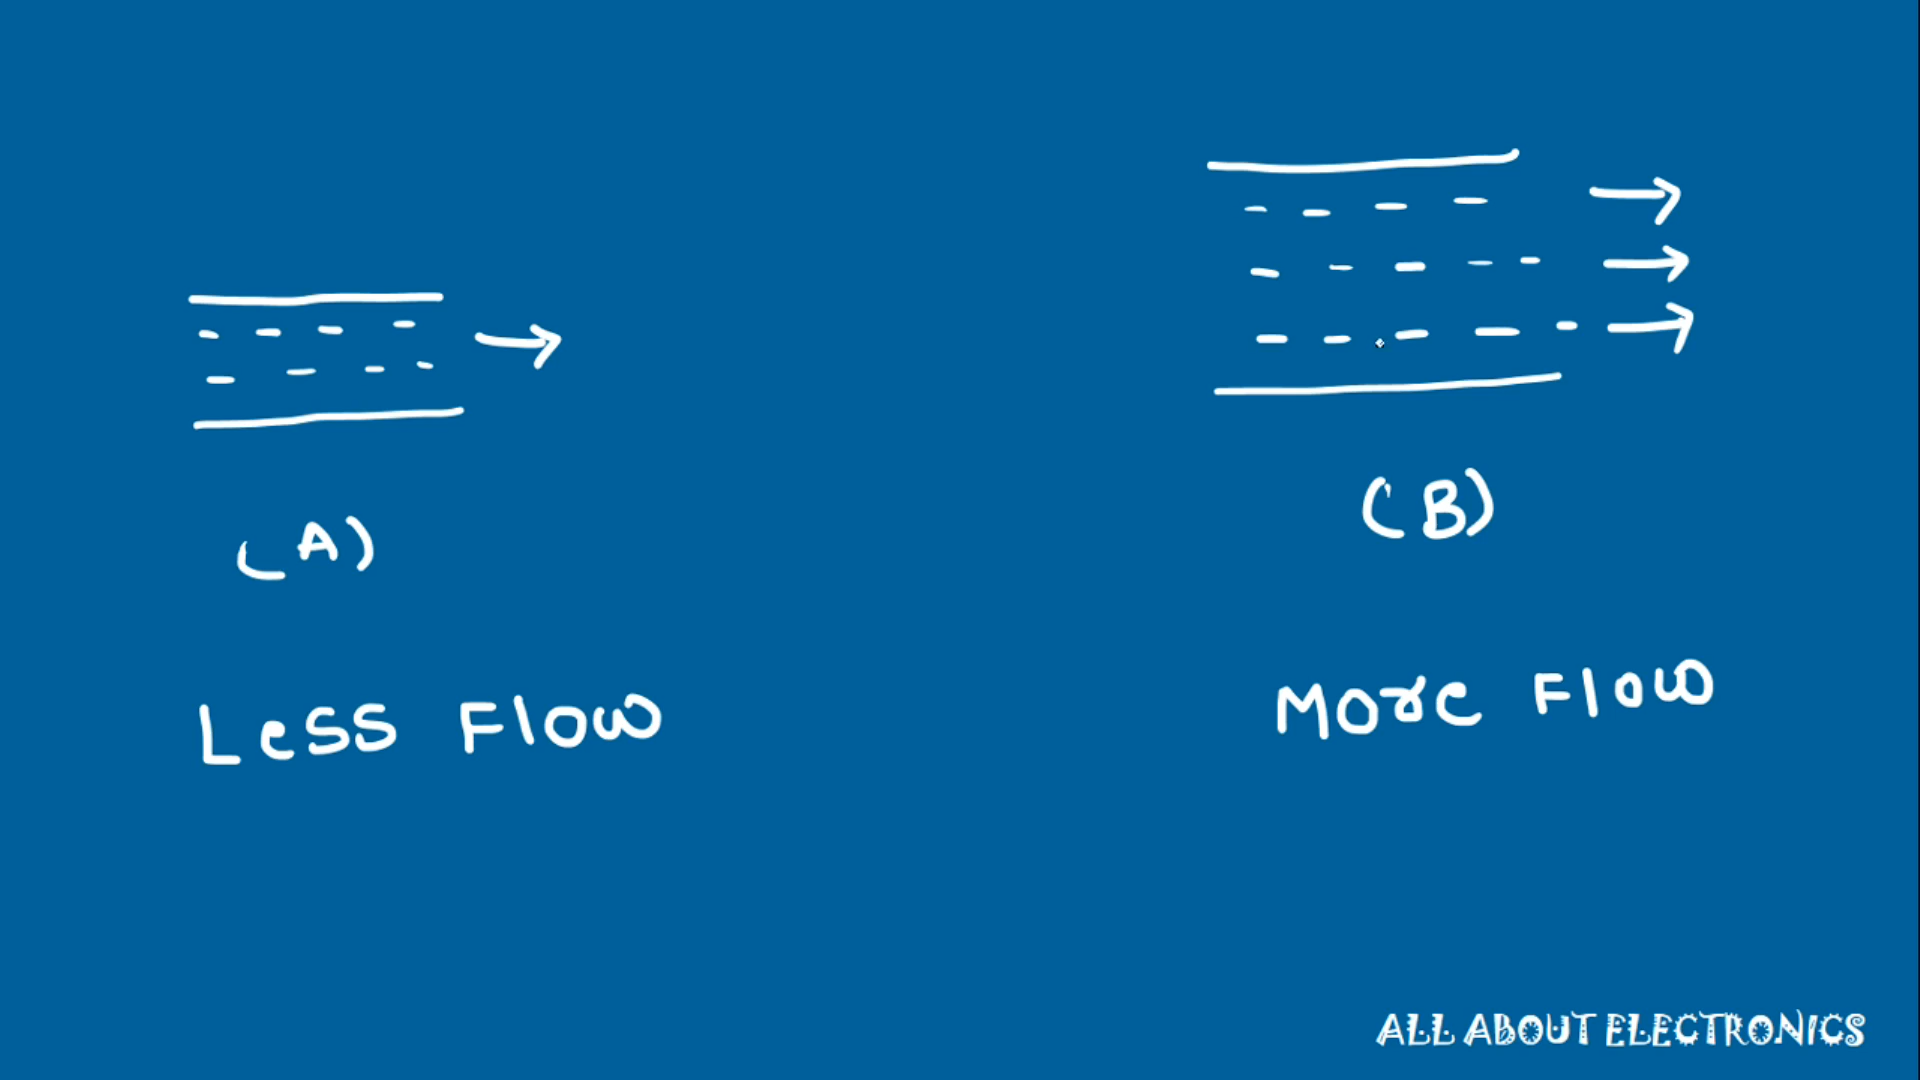 (A)
(B)
Less Flow
More Flow
ALL ABOUT ELECTRONICS